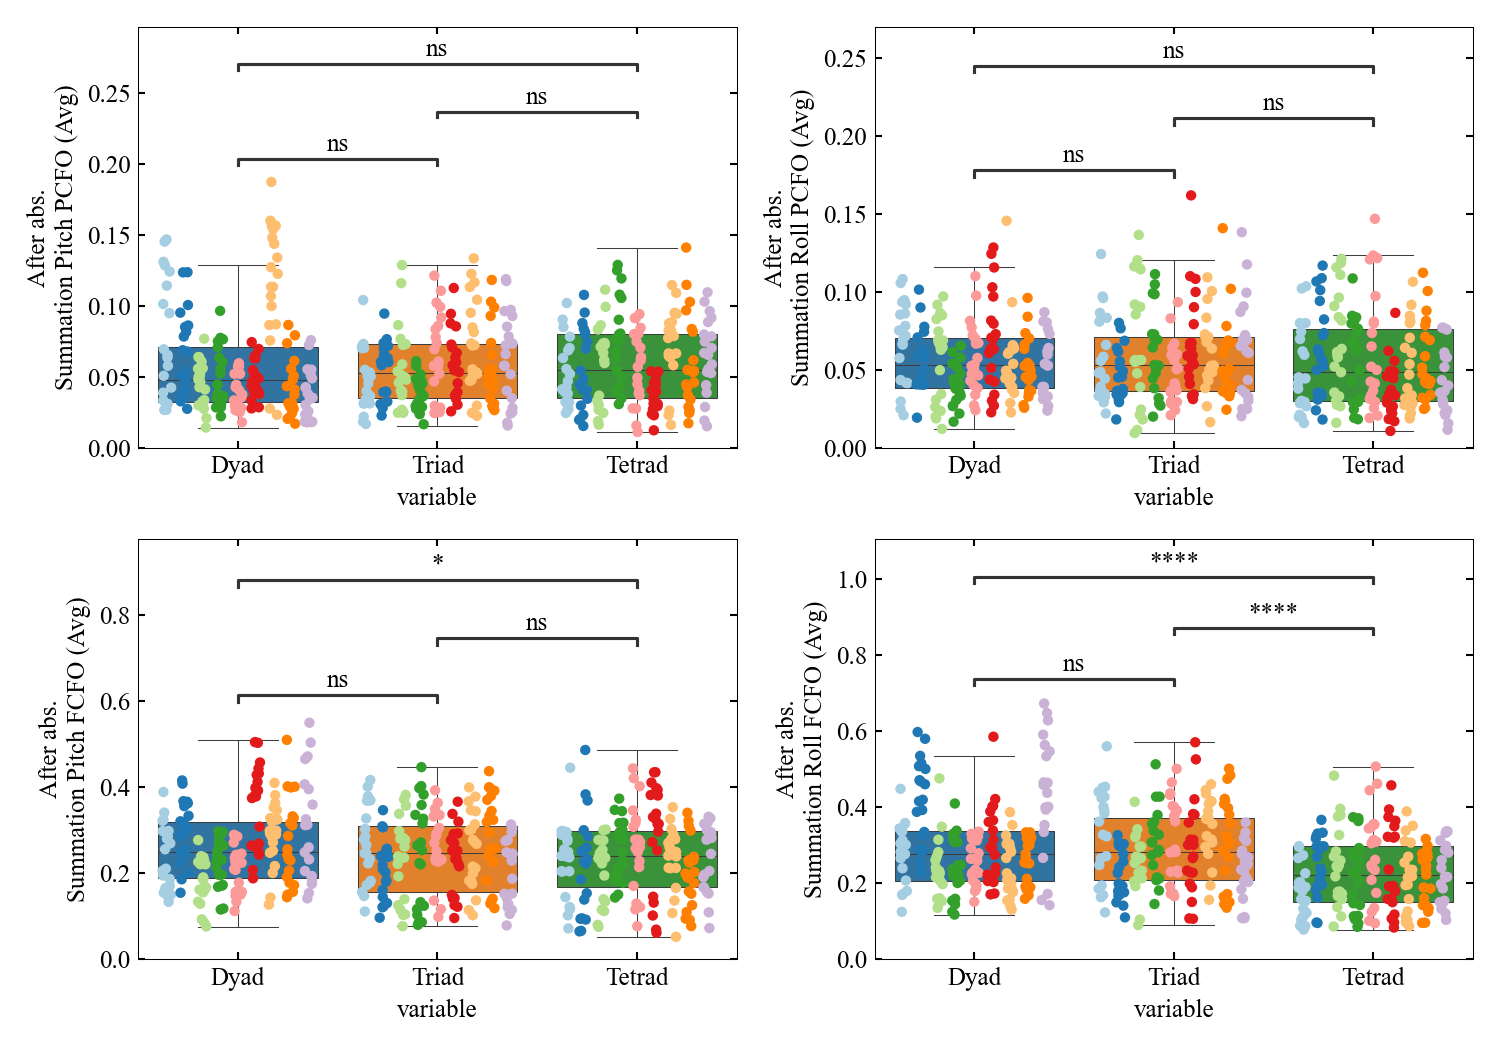 After abs.
Summation Pitch PCFO (Avg)
0.25
0.20
0.15
0.10
0.05
0.00
ns
ns
ns
Dyad
Triad
Tetrad
variable
After abs.
Summation Roll PCFO (Avg)
0.25
0.20
0.15
0.10
0.05
0.00
ns
ns
ns
Dyad
Triad
Tetrad
variable
After abs.
Summation Pitch FCFO (Avg)
0.8
0.6
0.4
0.2
0.0
*
ns
ns
Dyad
Triad
Tetrad
variable
After abs.
Summation Roll FCFO (Avg)
1.0
0.8
0.6
0.4
0.2
0.0
****
****
ns
Dyad
Triad
Tetrad
variable